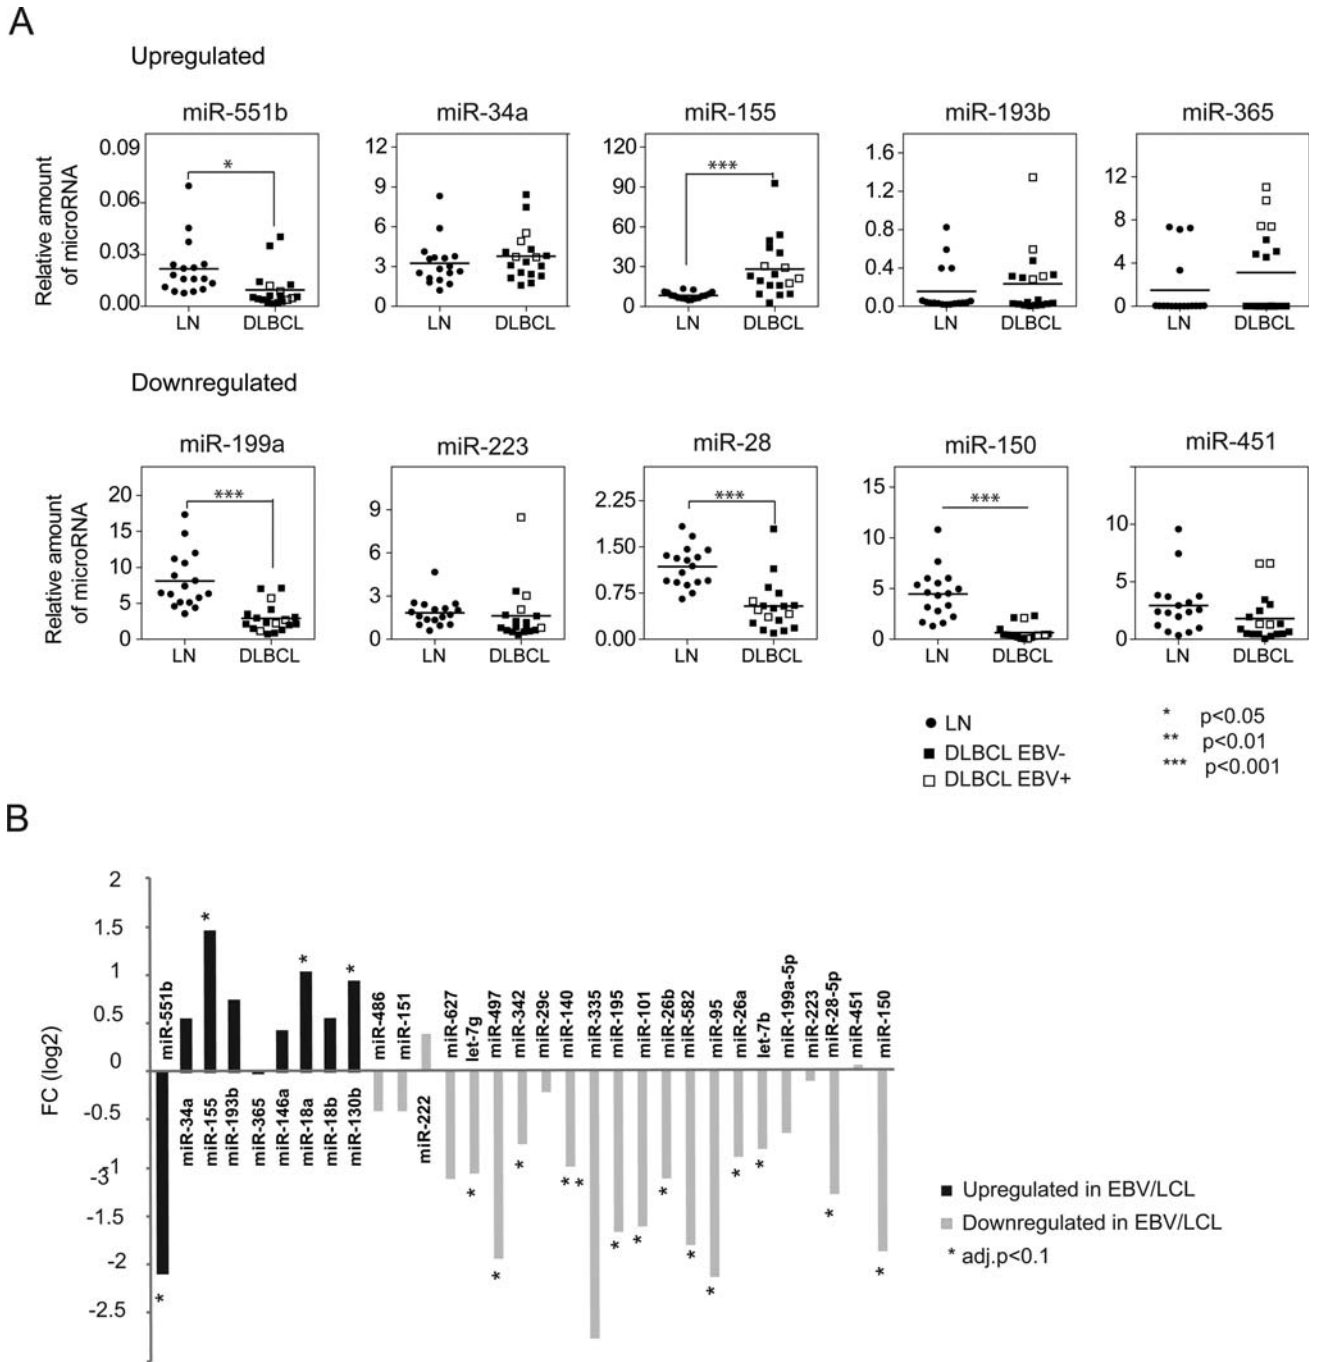 A
Upregulated
miR-551b
miR-34a
miR-155
miR-193b
miR-365
Relative amount
of microRNA
0.09
0.06
0.03
0.00
*
LN
DLBCL
12
9
6
3
0
LN
DLBCL
120
90
60
30
0
***
LN
DLBCL
1.6
1.2
0.8
0.4
0.0
LN
DLBCL
12
8
4
0
LN
DLBCL
Downregulated
miR-199a
miR-223
miR-28
miR-150
miR-451
Relative amount
of microRNA
20
15
10
5
0
***
LN
DLBCL
9
6
3
0
LN
DLBCL
2.25
1.50
0.75
0.00
***
LN
DLBCL
15
10
5
0
***
LN
DLBCL
10
5
0
LN
DLBCL
LN
DLBCL EBV-
DLBCL EBV+
* p<0.05
** p<0.01
*** p<0.001
B
FC (log2)
2
1.5
1
0.5
0
-0.5
-1
-1.5
-2
-2.5
-3
miR-551b
miR-34a
miR-155
miR-193b
miR-365
miR-146a
miR-18a
miR-18b
miR-130b
miR-486
miR-151
miR-222
miR-627
let-7g
miR-497
miR-342
miR-29c
miR-140
miR-335
miR-195
miR-101
miR-26b
miR-582
miR-95
miR-26a
let-7b
miR-199a-5p
miR-223
miR-28-5p
miR-451
miR-150
Upregulated in EBV/LCL
Downregulated in EBV/LCL
* adj.p<0.1